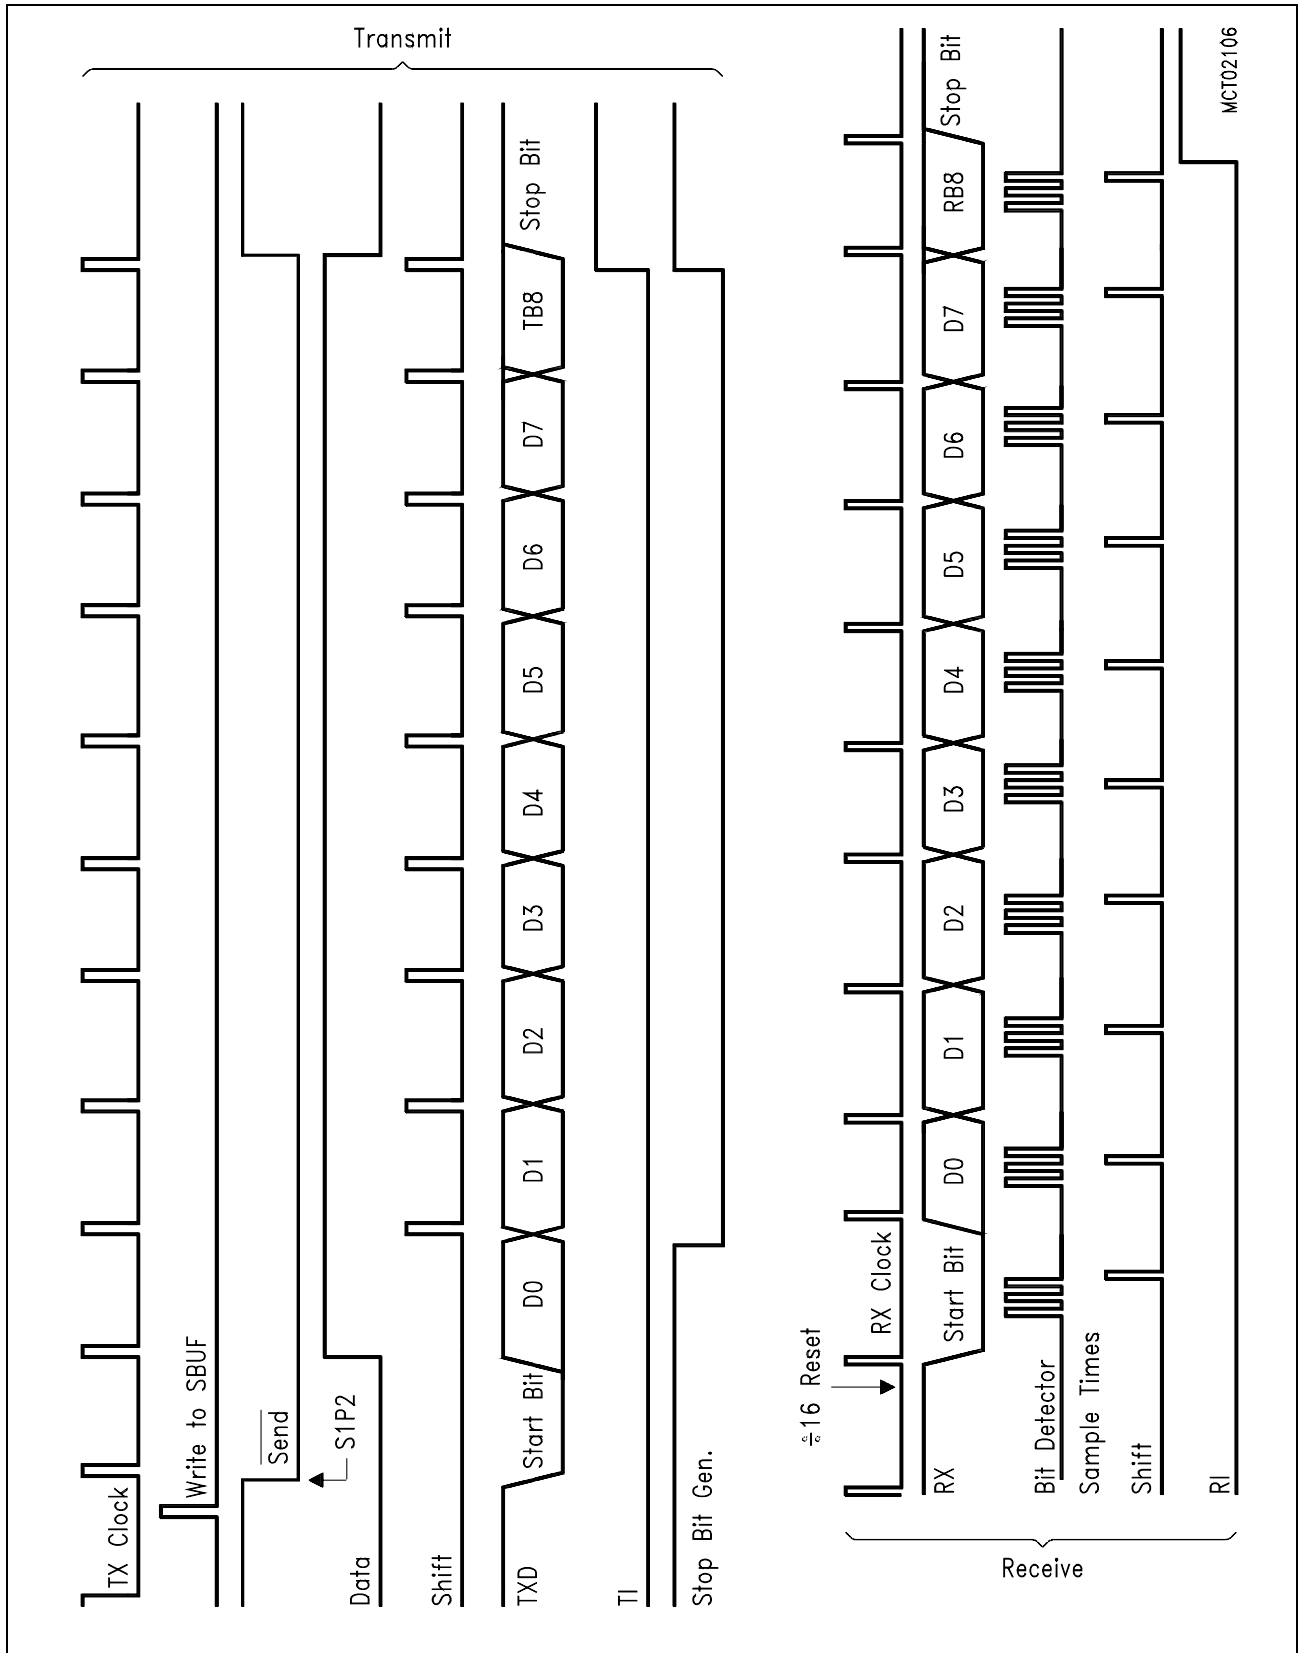 Transmit
TX Clock
Write to SBUF
Send
S1P2
Data
Shift
TXD
Start Bit
D0
D1
D2
D3
D4
D5
D6
D7
TB8
Stop Bit
TI
Stop Bit Gen.
÷16 Reset
RX Clock
RX
Start Bit
D0
D1
D2
D3
D4
D5
D6
D7
RB8
Stop Bit
Bit Detector
Sample Times
Shift
RI
Receive
MCT02106